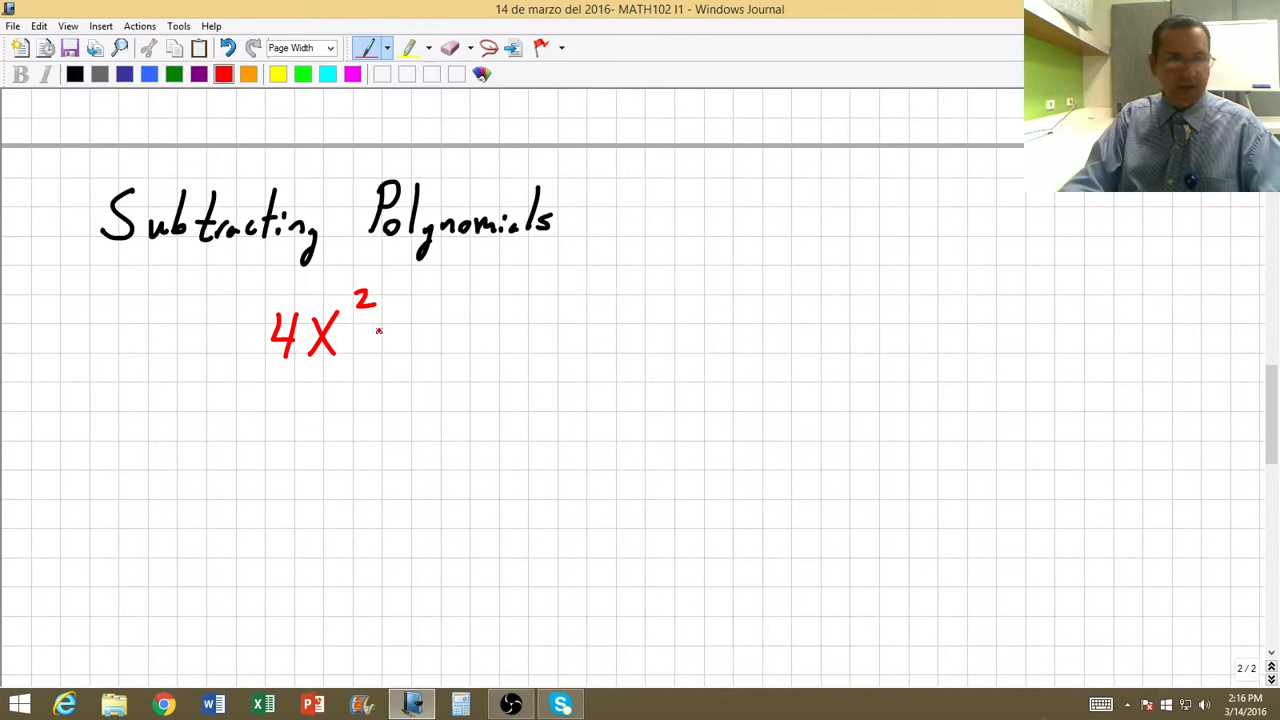 14 de marzo del 2016- MATH102 I1 - Windows Journal
File Edit View Insert Actions Tools Help
Page Width
B I
Subtracting Polynomials
4X²
2 / 2
2:16 PM
3/14/2016